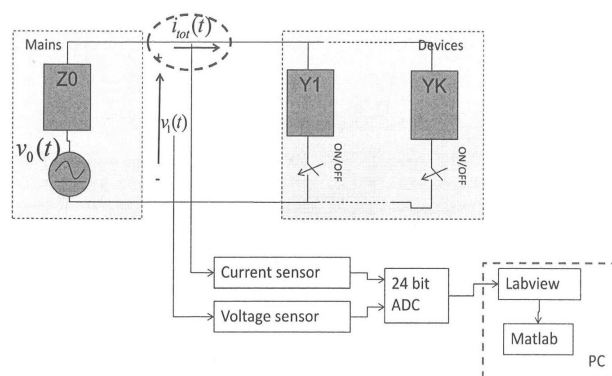 Mains
i_tot(t)
Devices
Z0
Y1
YK
+
v_1(t)
v_0(t)
-
ON/OFF
ON/OFF
Current sensor
Voltage sensor
24 bit
ADC
Labview
Matlab
PC